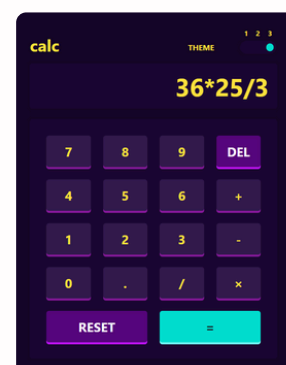 1 2 3
calc THEME
36*25/3
7 8 9 DEL
4 5 6 +
1 2 3 -
0 . / ×
RESET =